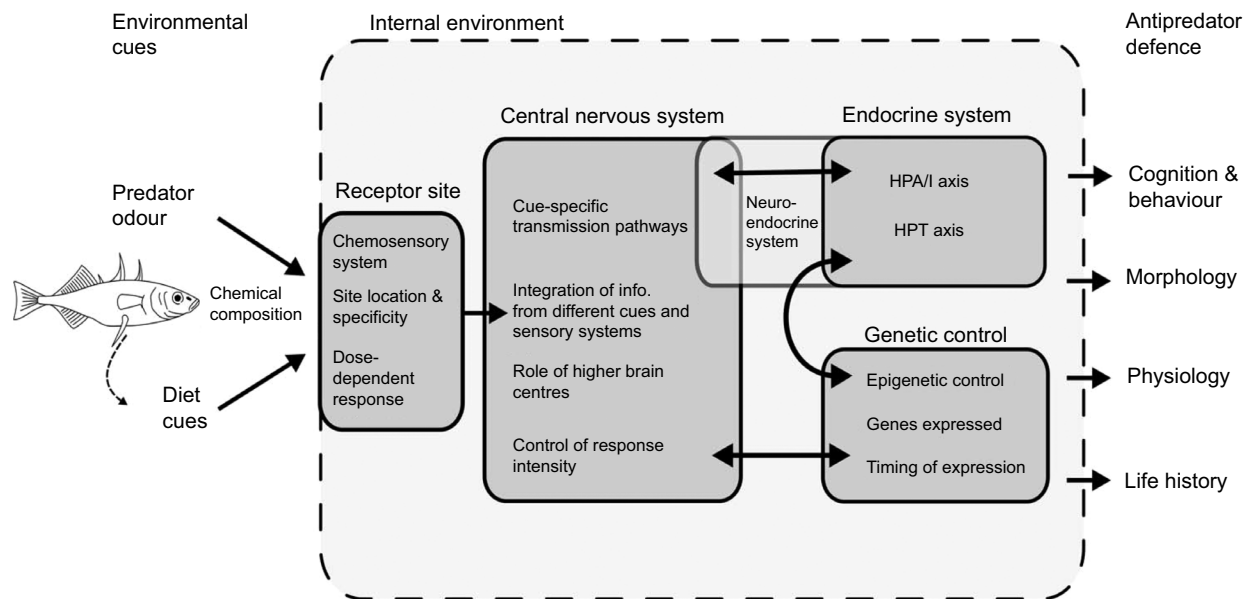 Environmental
cues
Internal environment
Antipredator
defence
Predator
odour
Chemical
composition
Diet
cues
Receptor site
Chemosensory
system
Site location &
specificity
Dose-
dependent
response
Central nervous system
Cue-specific
transmission pathways
Integration of info.
from different cues and
sensory systems
Role of higher brain
centres
Control of response
intensity
Neuro-
endocrine
system
Endocrine system
HPA/I axis
HPT axis
Genetic control
Epigenetic control
Genes expressed
Timing of expression
Cognition &
behaviour
Morphology
Physiology
Life history